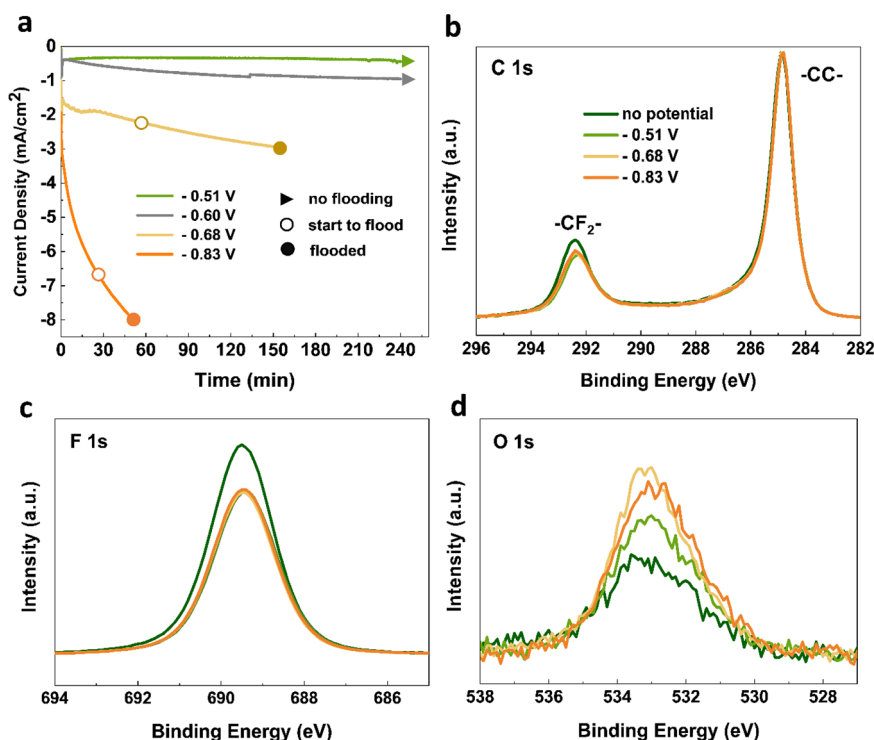 a
0
-1
-2
-3
-4
-5
-6
-7
-8
Current Density (mA/cm²)
- 0.51 V
- 0.60 V
- 0.68 V
- 0.83 V
no flooding
start to flood
flooded
0 30 60 90 120 150 180 210 240
Time (min)
b
C 1s
-CC-
no potential
- 0.51 V
- 0.68 V
- 0.83 V
-CF₂-
Intensity (a.u.)
296 294 292 290 288 286 284 282
Binding Energy (eV)
c
F 1s
Intensity (a.u.)
694 692 690 688 686
Binding Energy (eV)
d
O 1s
Intensity (a.u.)
538 536 534 532 530 528
Binding Energy (eV)